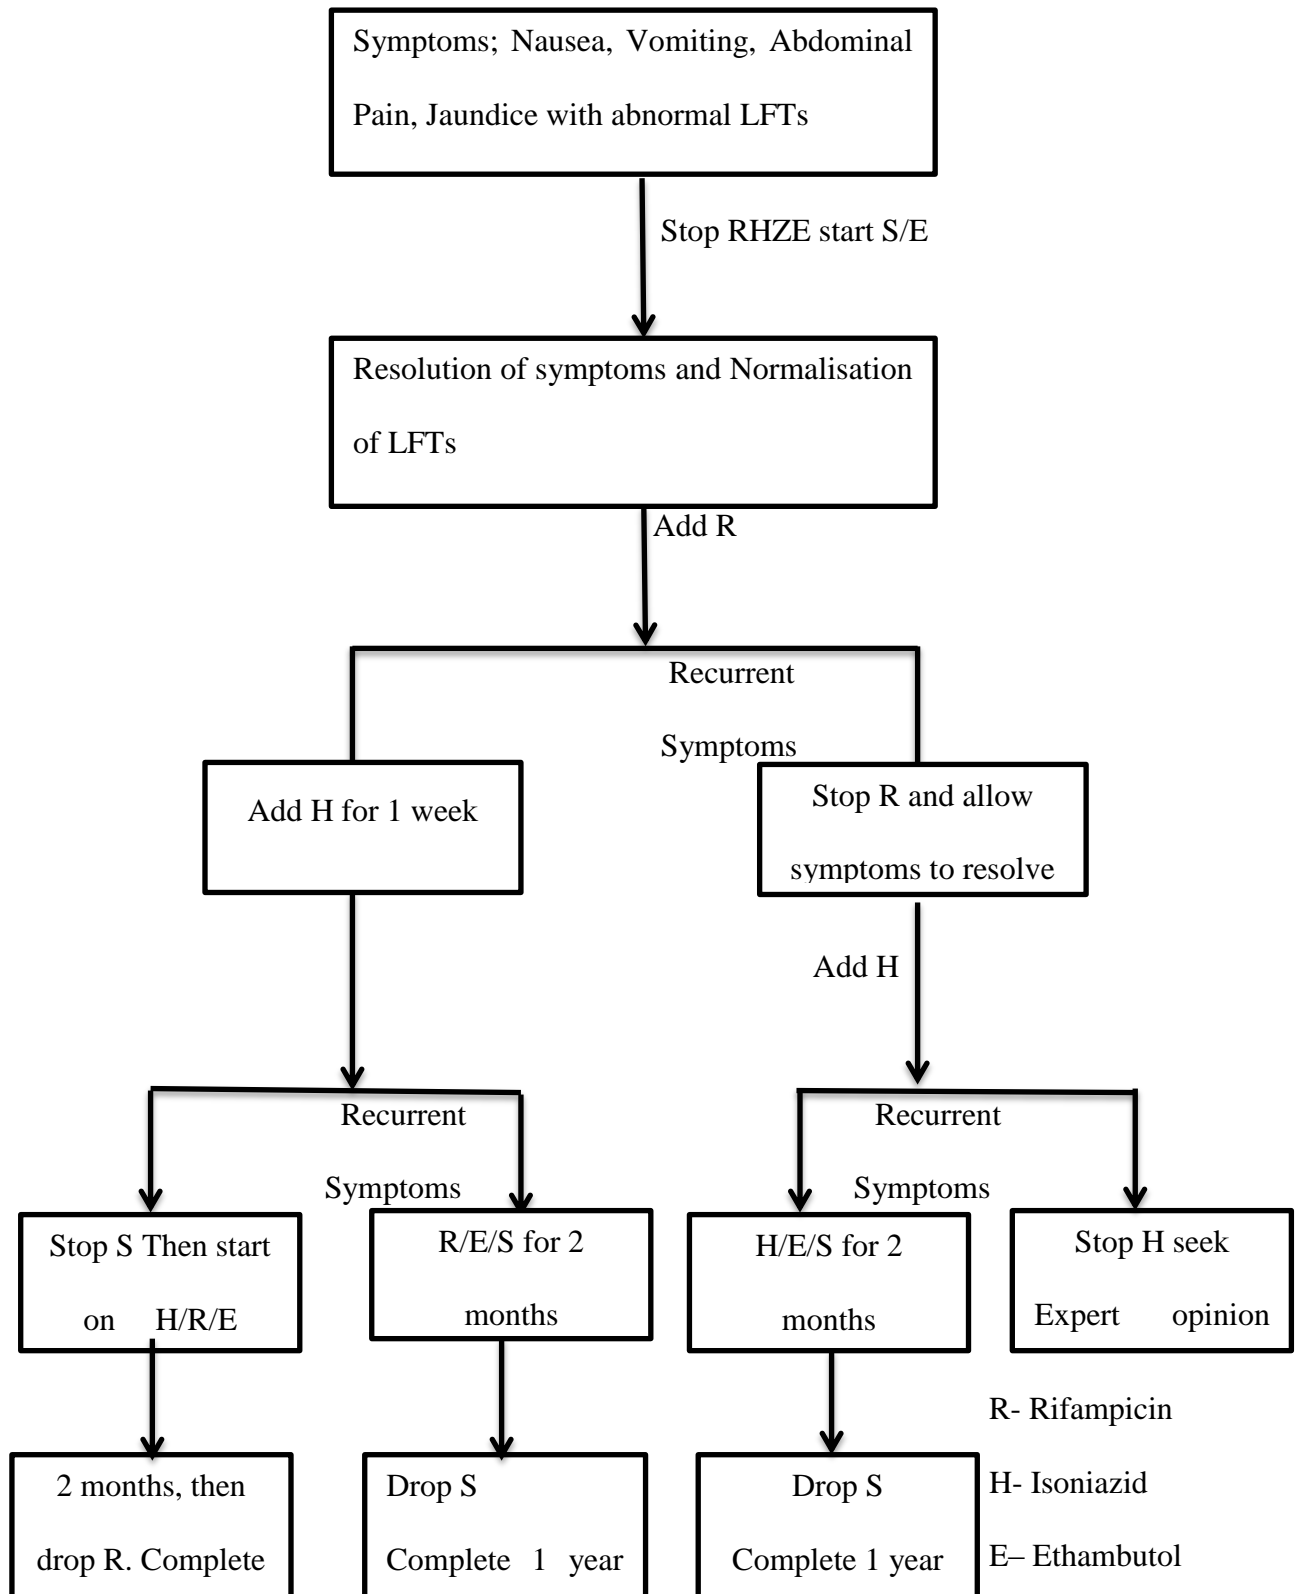 Symptoms; Nausea, Vomiting, Abdominal
Pain, Jaundice with abnormal LFTs
Stop RHZE start S/E
Resolution of symptoms and Normalisation
of LFTs
Add R
Recurrent
Symptoms
Add H for 1 week
Stop R and allow
symptoms to resolve
Add H
Recurrent
Symptoms
Recurrent
Symptoms
Stop S Then start
on H/R/E
R/E/S for 2
months
H/E/S for 2
months
Stop H seek
Expert opinion
2 months, then
drop R. Complete
Drop S
Complete 1 year
Drop S
Complete 1 year
R- Rifampicin
H- Isoniazid
E– Ethambutol